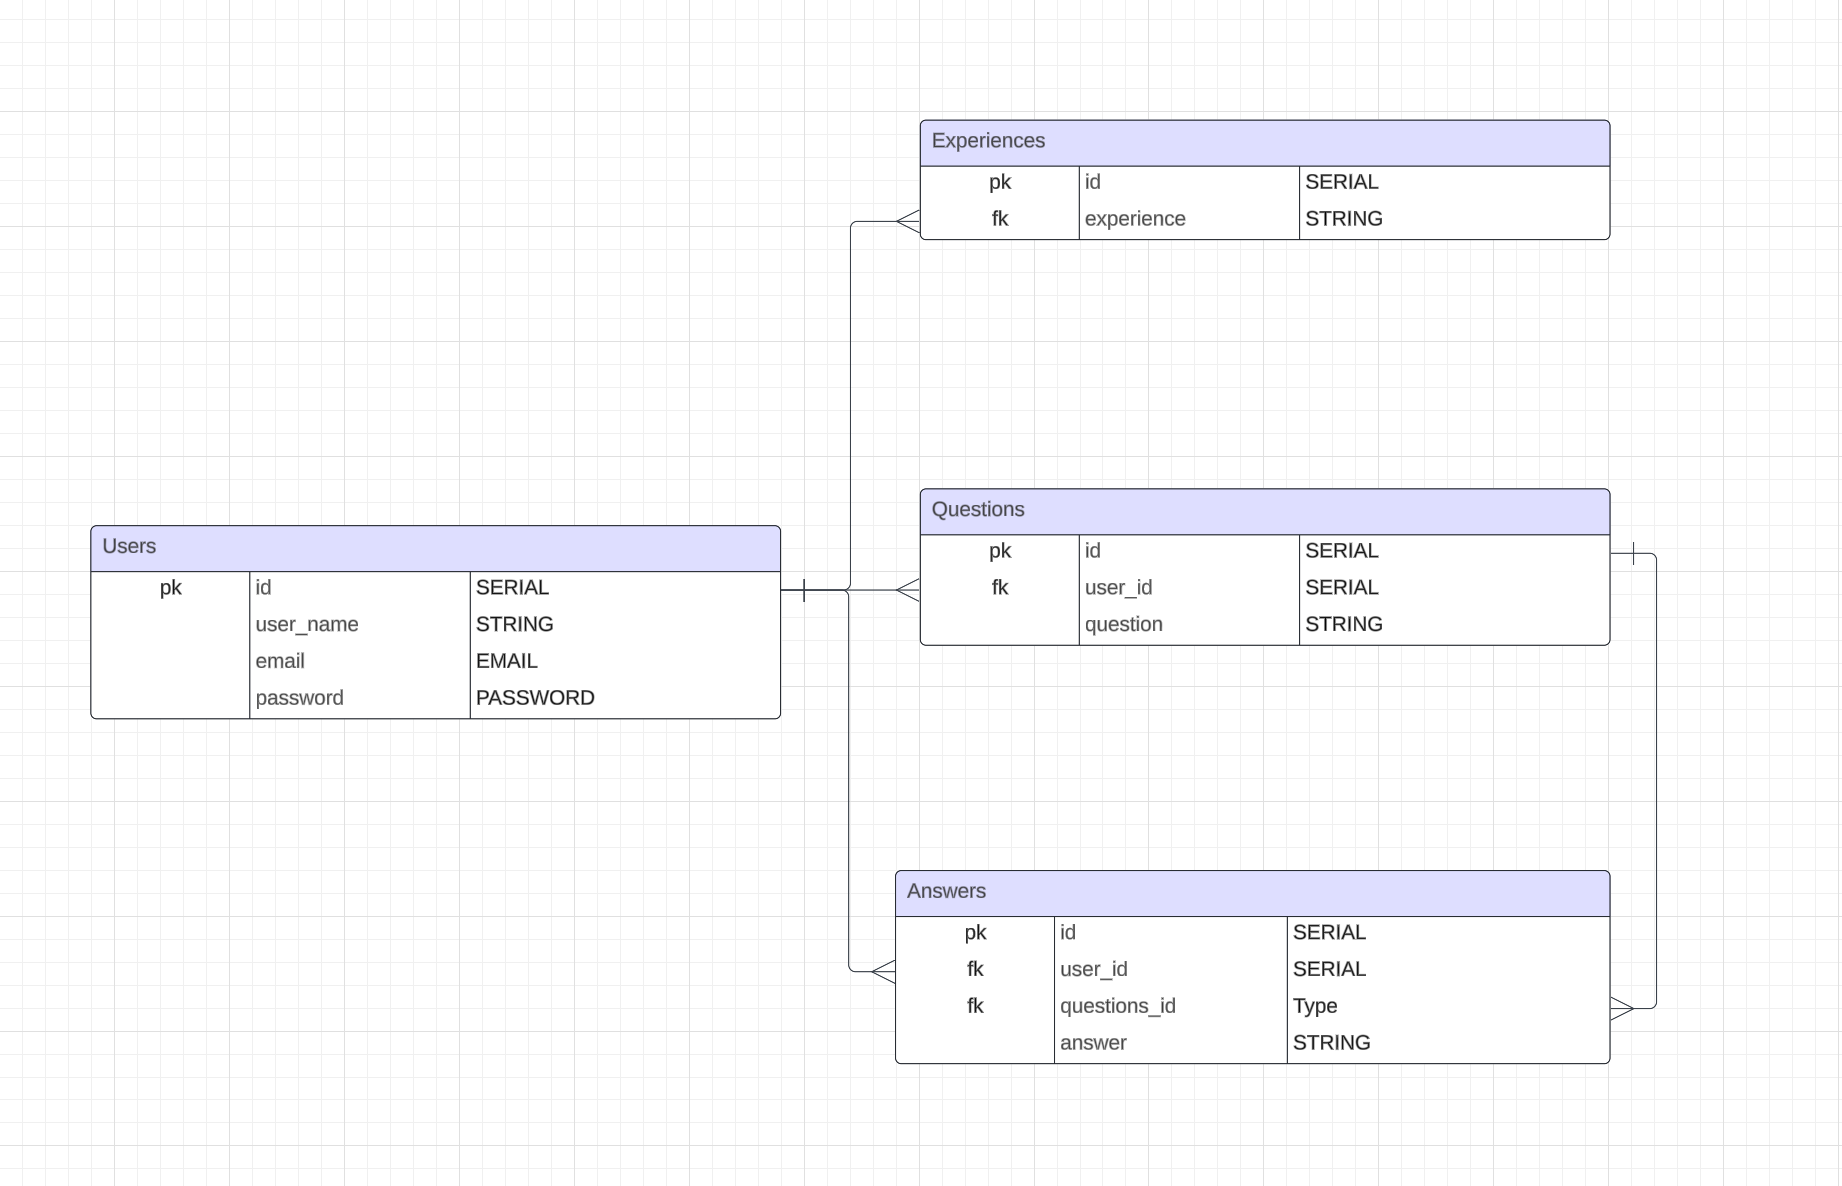 Experiences
pk id SERIAL
fk experience STRING
Questions
pk id SERIAL
fk user_id SERIAL
question STRING
Users
pk id SERIAL
user_name STRING
email EMAIL
password PASSWORD
Answers
pk id SERIAL
fk user_id SERIAL
fk questions_id Type
answer STRING